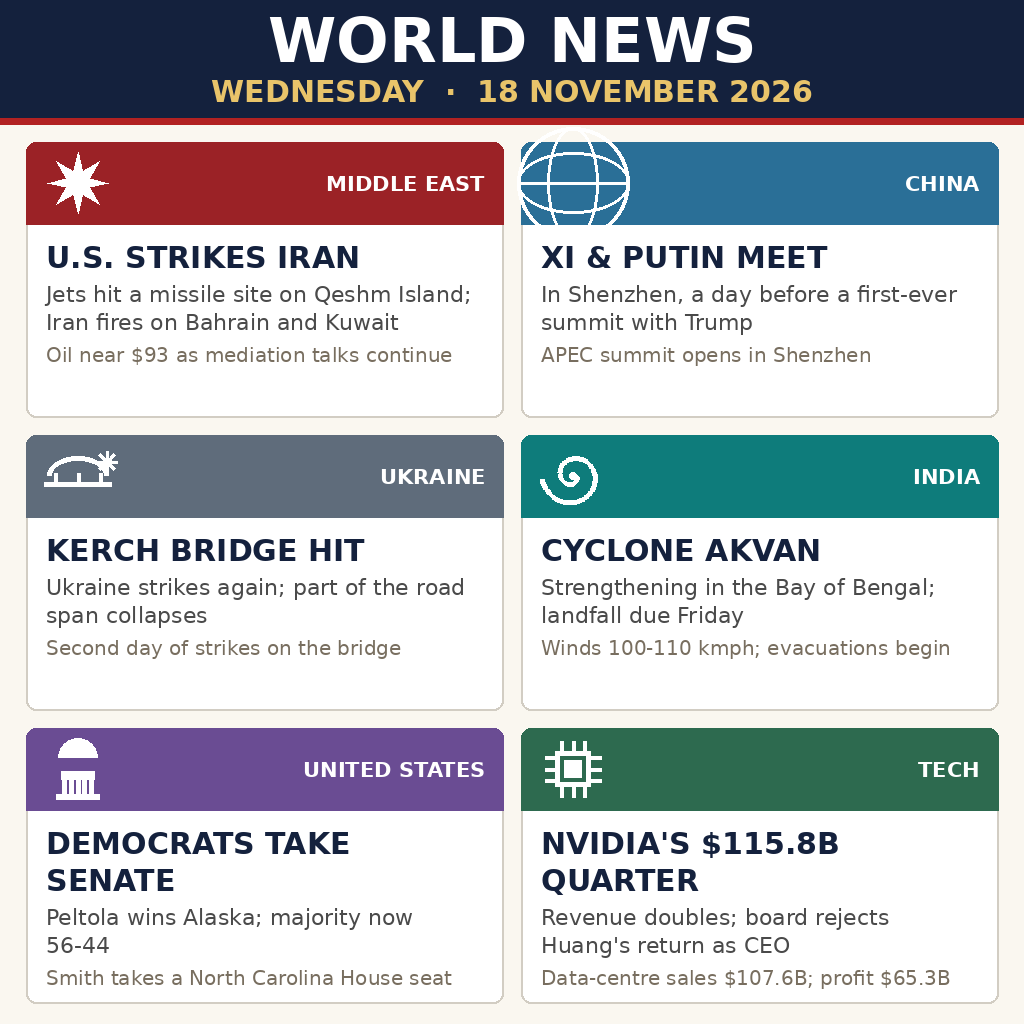 WORLD NEWS
WEDNESDAY · 18 NOVEMBER 2026
MIDDLE EAST
U.S. STRIKES IRAN
Jets hit a missile site on Qeshm Island;
Iran fires on Bahrain and Kuwait
Oil near $93 as mediation talks continue
CHINA
XI & PUTIN MEET
In Shenzhen, a day before a first-ever
summit with Trump
APEC summit opens in Shenzhen
UKRAINE
KERCH BRIDGE HIT
Ukraine strikes again; part of the road
span collapses
Second day of strikes on the bridge
INDIA
CYCLONE AKVAN
Strengthening in the Bay of Bengal;
landfall due Friday
Winds 100-110 kmph; evacuations begin
UNITED STATES
DEMOCRATS TAKE
SENATE
Peltola wins Alaska; majority now
56-44
Smith takes a North Carolina House seat
TECH
NVIDIA'S $115.8B
QUARTER
Revenue doubles; board rejects
Huang's return as CEO
Data-centre sales $107.6B; profit $65.3B